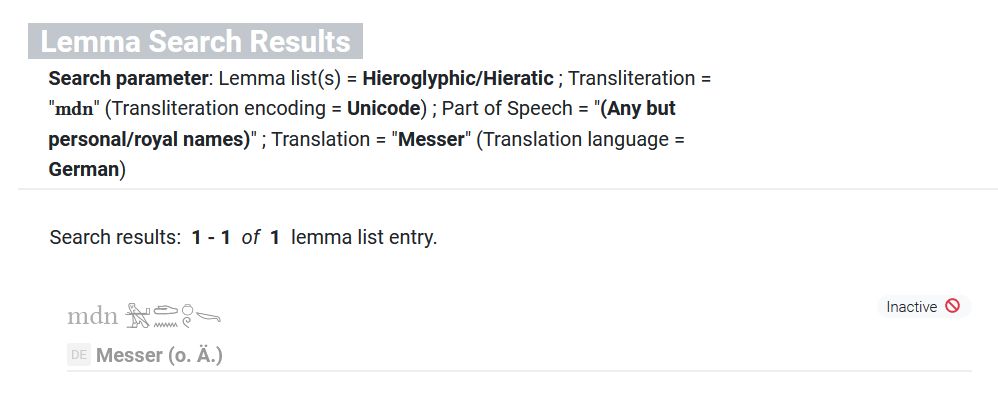 Lemma Search Results
Search parameter: Lemma list(s) = Hieroglyphic/Hieratic ; Transliteration =
"mdn" (Transliteration encoding = Unicode) ; Part of Speech = "(Any but
personal/royal names)" ; Translation = "Messer" (Translation language =
German)
Search results: 1 - 1 of 1 lemma list entry.
mdn
Inactive
DE Messer (o. Ä.)